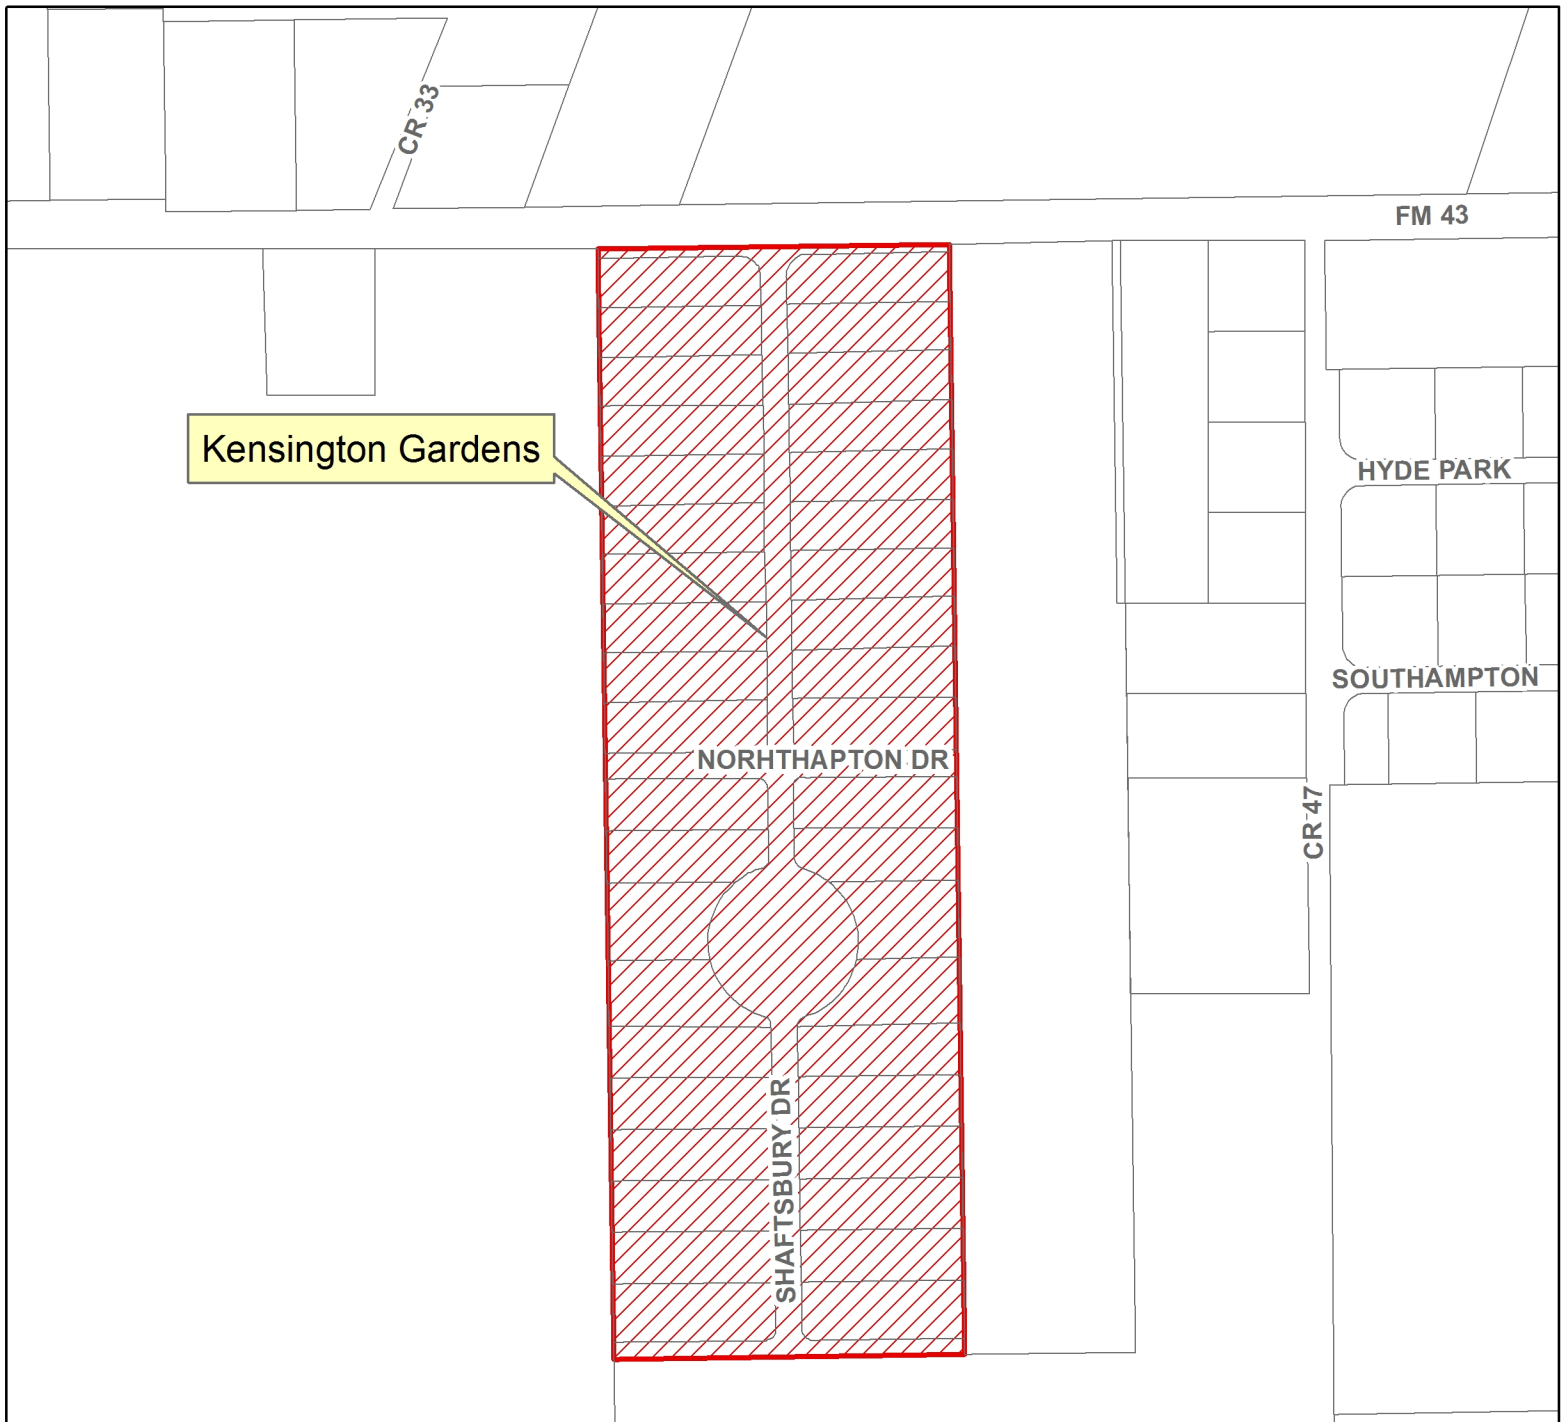 CR 33
FM 43
Kensington Gardens
HYDE PARK
SOUTHAMPTON
NORHTHAPTON DR
CR 47
SHAFTSBURY DR